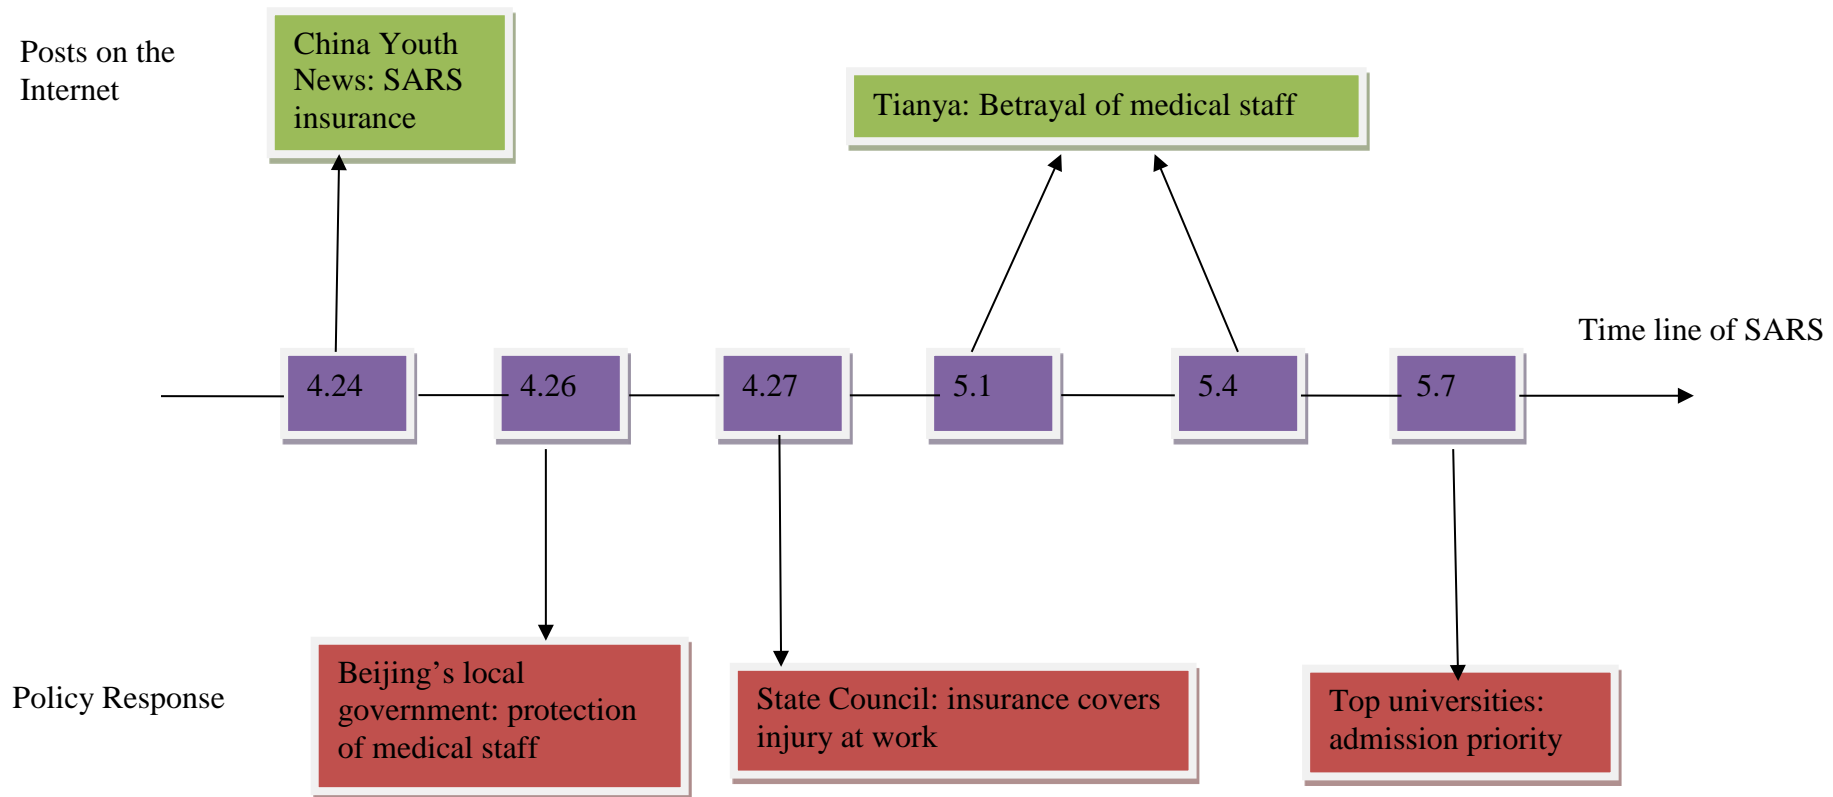 Posts on the
Internet
China Youth
News: SARS
insurance
Tianya: Betrayal of medical staff
Time line of SARS
4.24
4.26
4.27
5.1
5.4
5.7
Policy Response
Beijing’s local
government: protection
of medical staff
State Council: insurance covers
injury at work
Top universities:
admission priority